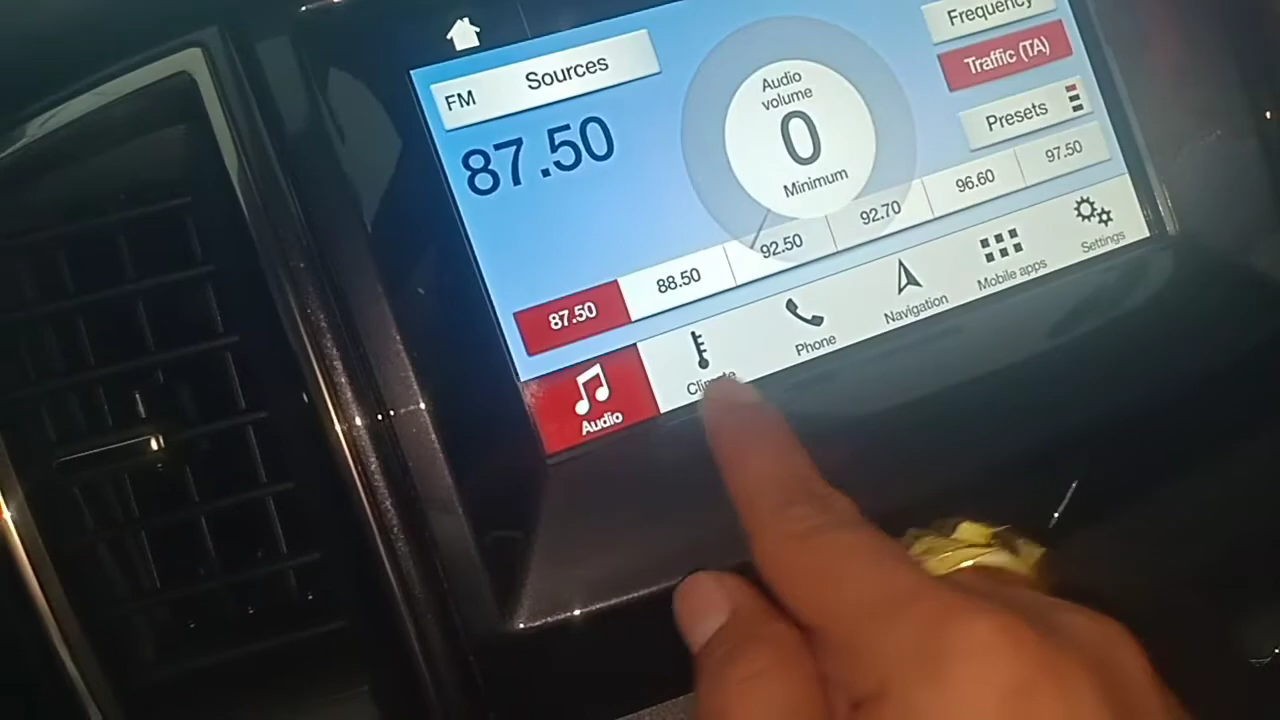 FM Sources
87.50
Audio
volume
0
Minimum
Frequency
Traffic (TA)
Presets
87.50
88.50
92.50
92.70
96.60
97.50
Audio
Climate
Phone
Navigation
Mobile apps
Settings